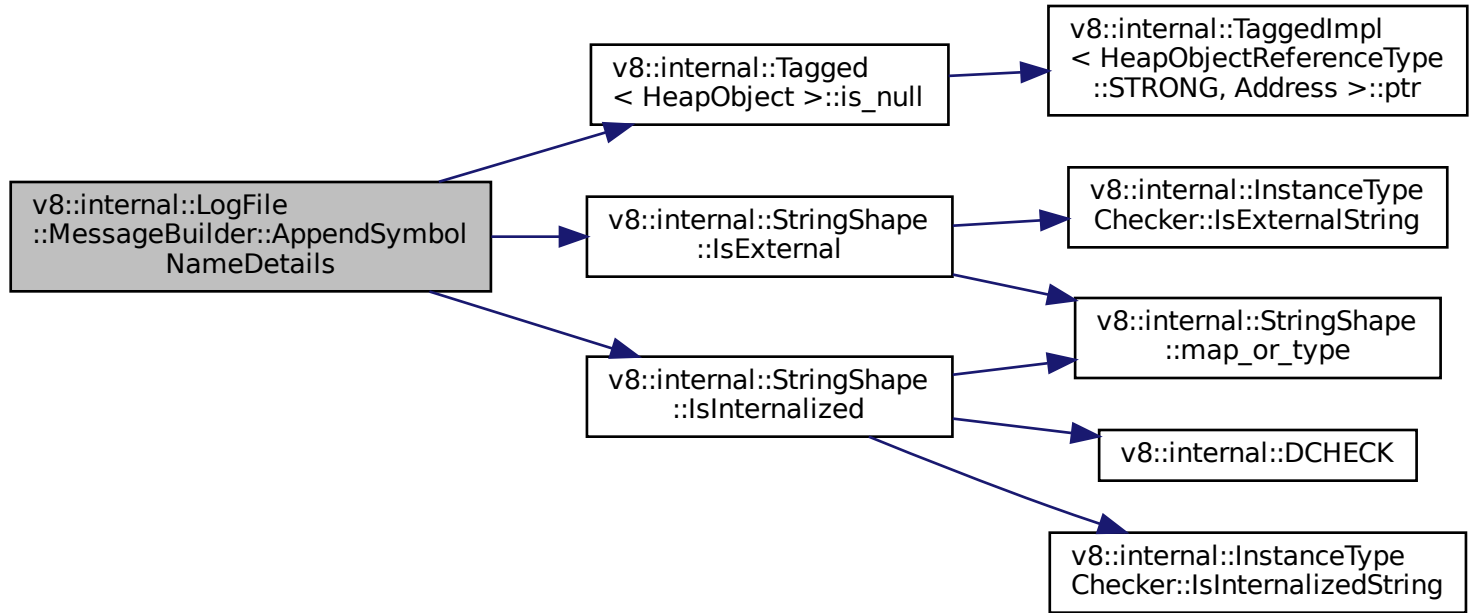 v8::internal::LogFile
::MessageBuilder::AppendSymbol
NameDetails
v8::internal::Tagged
< HeapObject >::is_null
v8::internal::TaggedImpl
< HeapObjectReferenceType
::STRONG, Address >::ptr
v8::internal::StringShape
::IsExternal
v8::internal::InstanceType
Checker::IsExternalString
v8::internal::StringShape
::map_or_type
v8::internal::StringShape
::IsInternalized
v8::internal::DCHECK
v8::internal::InstanceType
Checker::IsInternalizedString